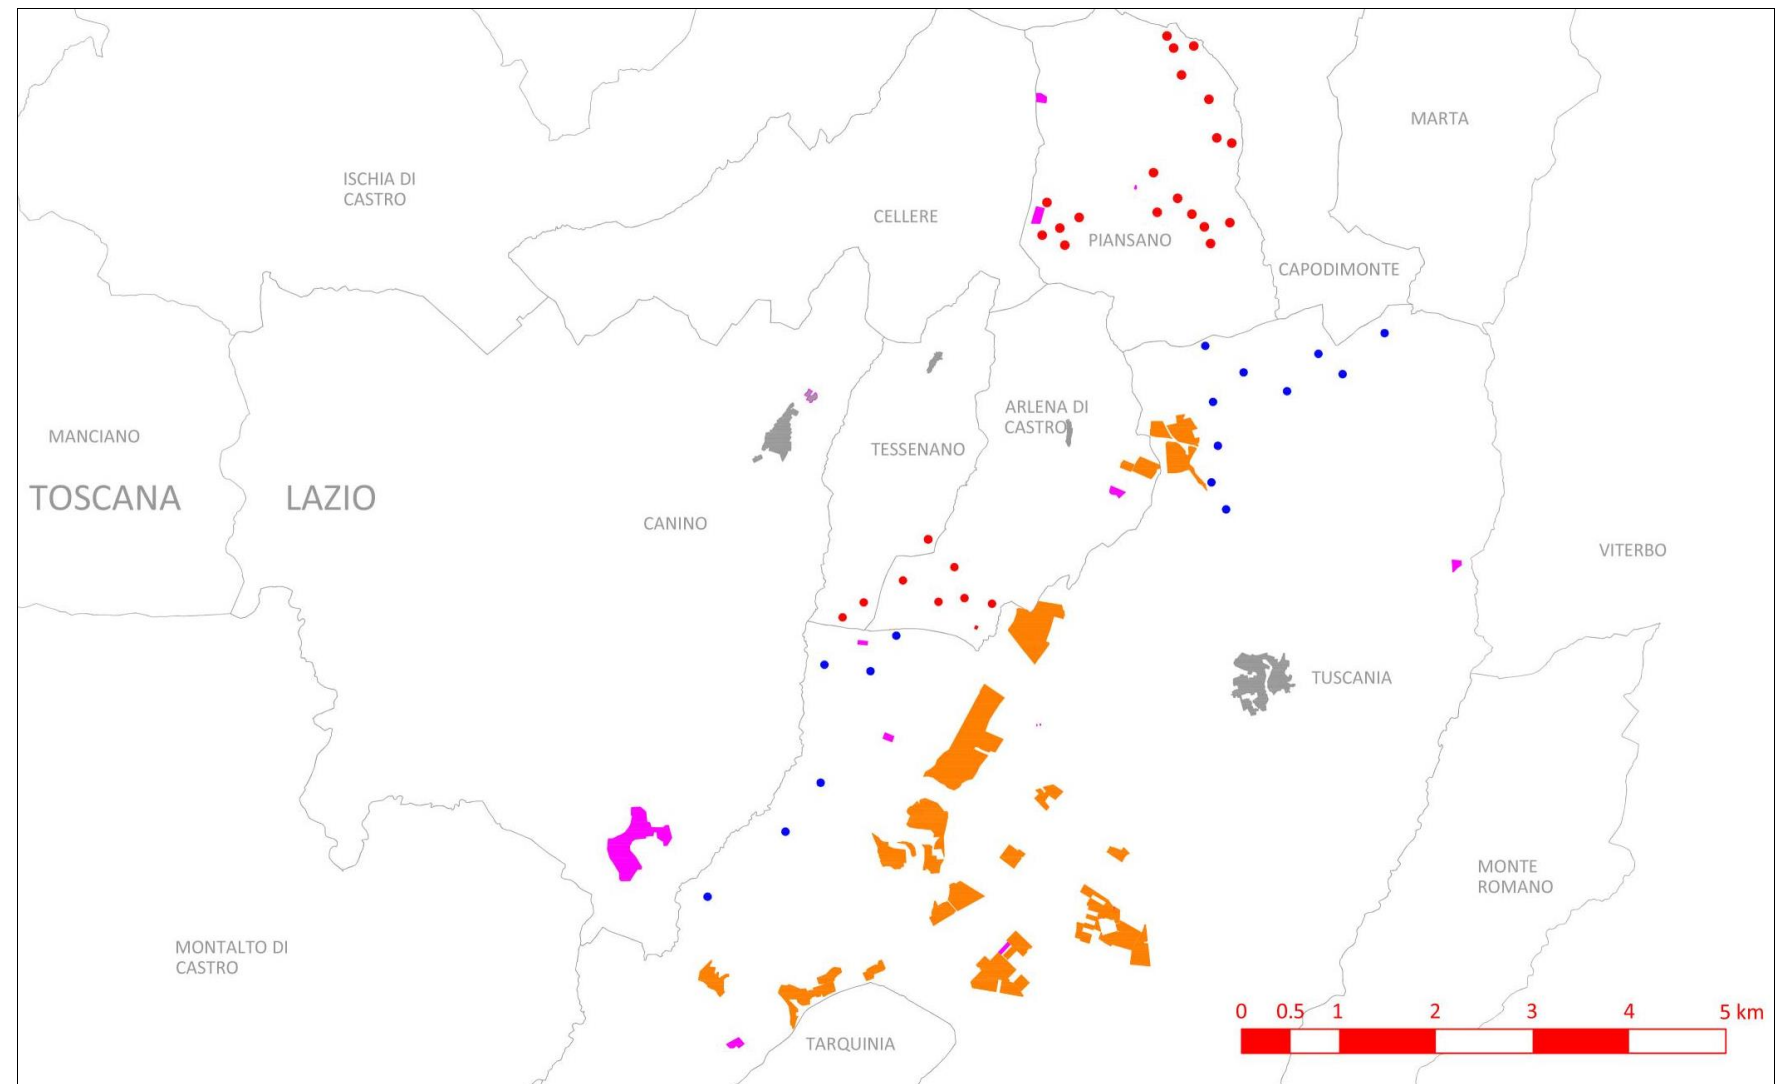 MARTA
ISCHIA DI
CASTRO
CELLERE
PIANSANO
CAPODIMONTE
ARLENA DI
CASTRO
MANCIANO
TESSENANO
TOSCANA
LAZIO
CANINO
VITERBO
TUSCANIA
MONTE
ROMANO
MONTALTO DI
CASTRO
0 0.5 1 2 3 4 5 km
TARQUINIA